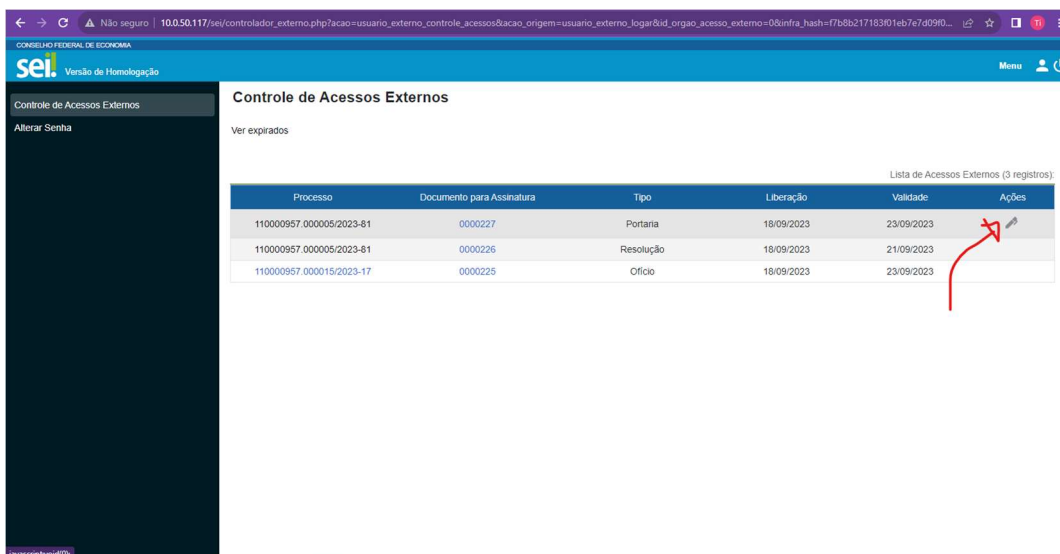 Não seguro | 10.0.50.117/sei/controlador_externo.php?acao=usuario_externo_controle_acessos&acao_origem=usuario_externo_logar&id_orgao_acesso_externo=0&infra_hash=f7b8b217183f01eb7e7d09f0... Ti
CONSELHO FEDERAL DE ECONOMIA
sei. Versão de Homologação Menu
Controle de Acessos Externos
Alterar Senha
Controle de Acessos Externos
Ver expirados
Lista de Acessos Externos (3 registros):
Processo Documento para Assinatura Tipo Liberação Validade Ações
110000957.000005/2023-81 0000227 Portaria 18/09/2023 23/09/2023
110000957.000005/2023-81 0000226 Resolução 18/09/2023 21/09/2023
110000957.000015/2023-17 0000225 Ofício 18/09/2023 23/09/2023
javascript:void(0);